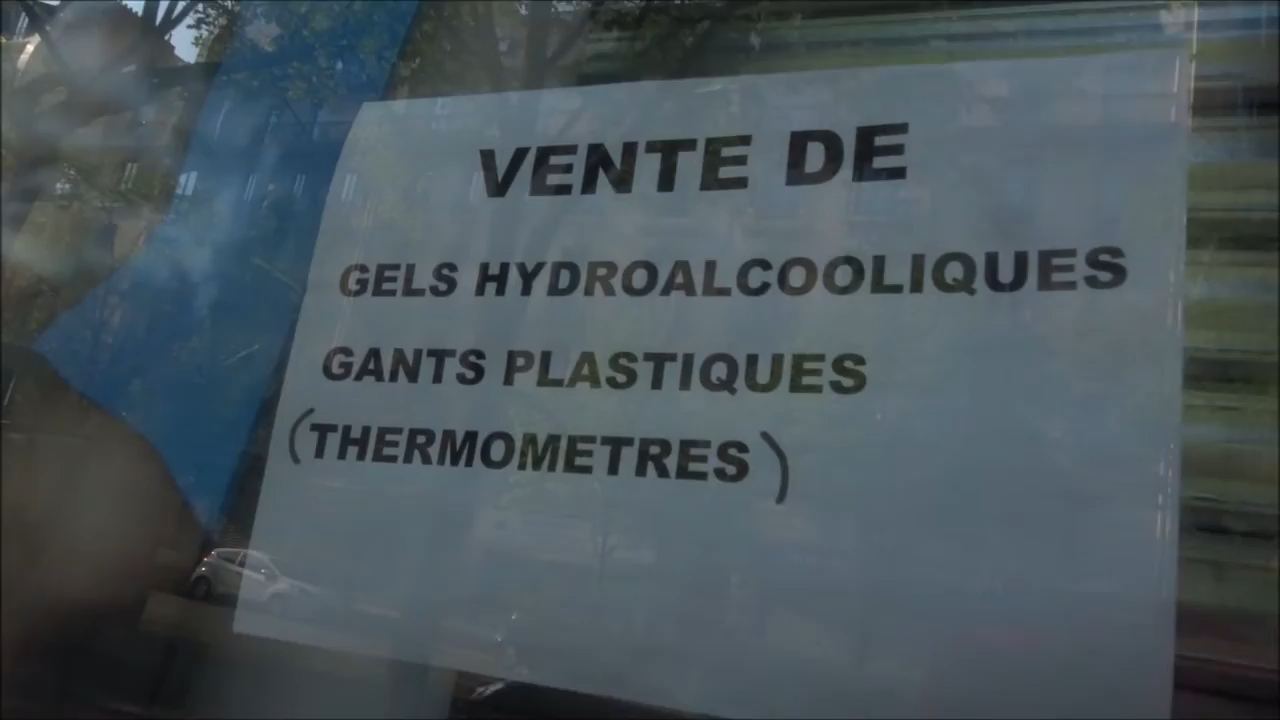 VENTE DE
GELS HYDROALCOOLIQUES
GANTS PLASTIQUES
(THERMOMETRES)